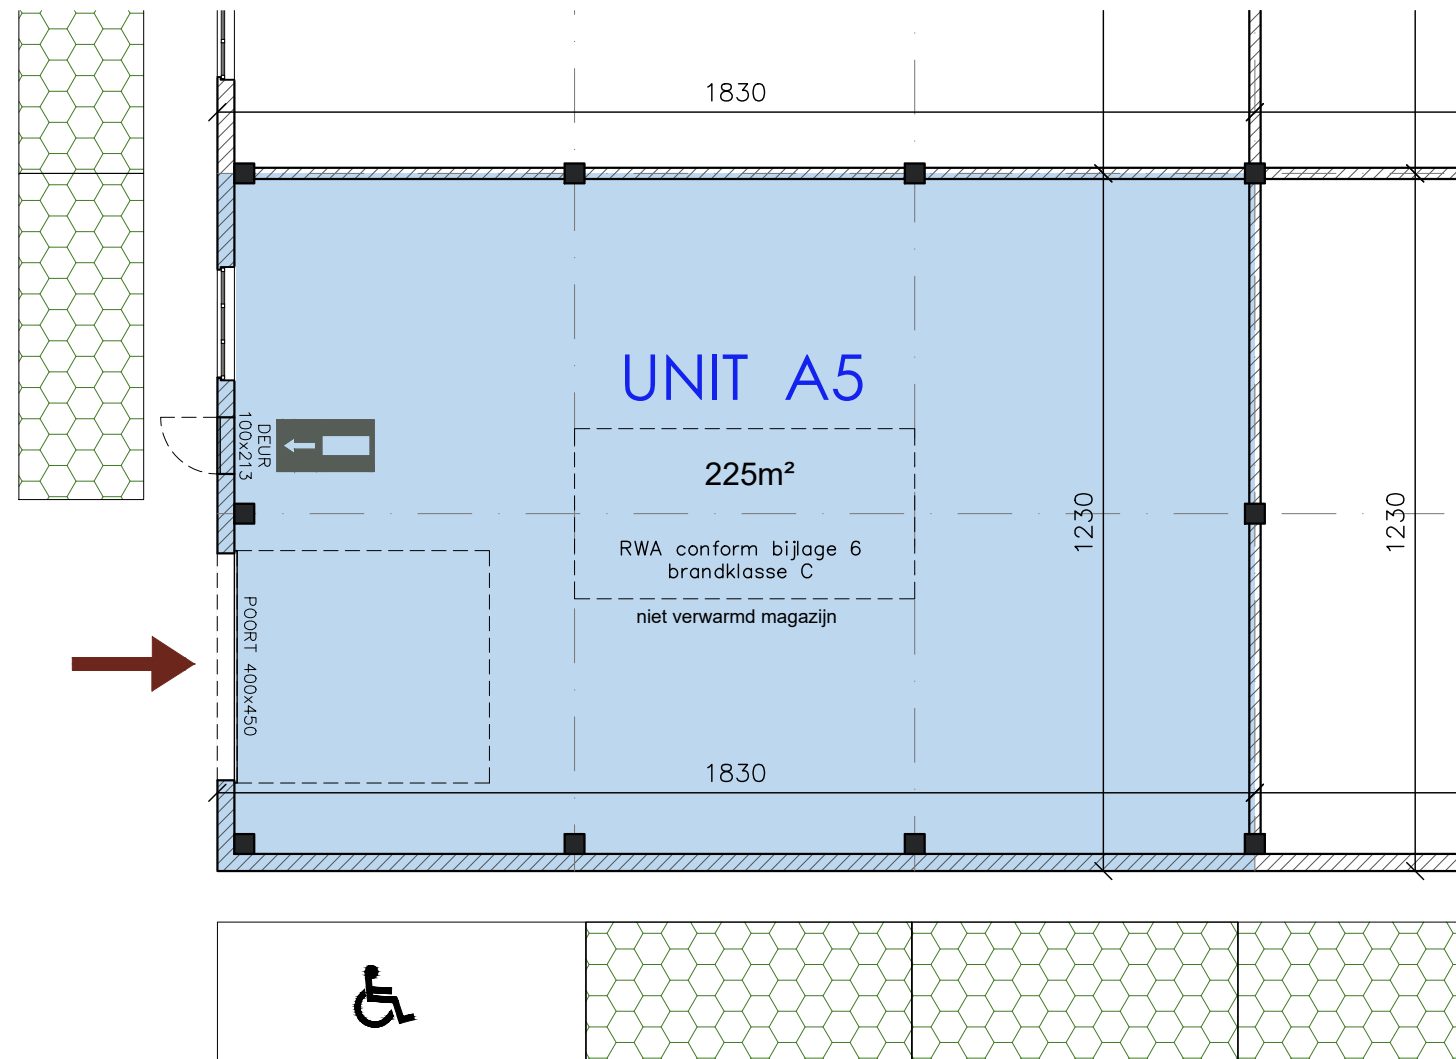 1830
UNIT A5
DEUR
100x213
225m²
1230
1230
RWA conform bijlage 6
brandklasse C
niet verwarmd magazijn
POORT 400x450
1830